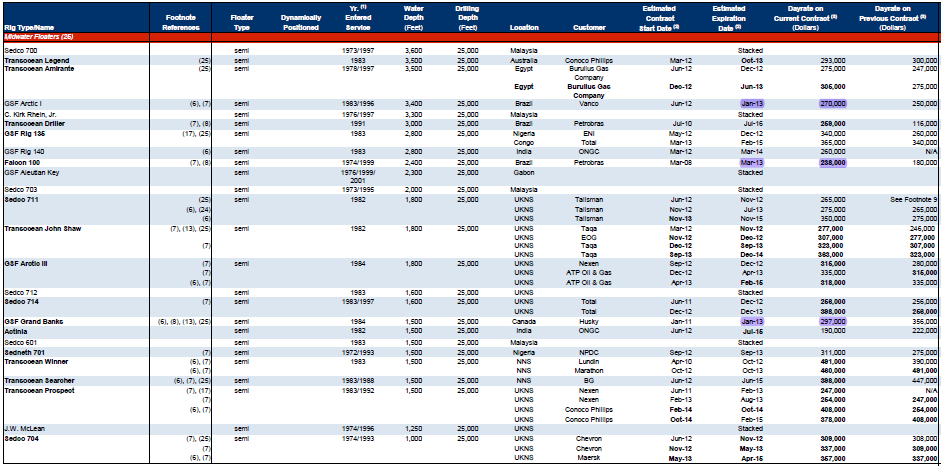 Yr. (1) Water Drilling Estimated Estimated Dayrate on Dayrate on
Footnote Floater Dynamically Entered Depth Depth Contract Expiration Current Contract (5) Previous Contract (5)
Rig Type/Name References Type Positioned Service (Feet) (Feet) Location Customer Start Date (3) Date (3) (Dollars) (Dollars)
Midwater Floaters (25)
Sedco 700 semi 1973/1997 3,600 25,000 Malaysia Stacked
Transocean Legend (25) semi 1983 3,500 25,000 Australia Conoco Phillips Mar-12 Oct-13 293,000 300,000
Transocean Amirante (25) semi 1978/1997 3,500 25,000 Egypt Burullus Gas Jun-12 Dec-12 275,000 247,000
Company
Egypt Burullus Gas Dec-12 Jun-13 305,000 275,000
Company
GSF Arctic I (6), (7) semi 1983/1996 3,400 25,000 Brazil Vanco Jun-12 Jan-13 270,000 250,000
C. Kirk Rhein, Jr. semi 1976/1997 3,300 25,000 Malaysia Stacked
Transocean Driller (7), (8) semi 1991 3,000 25,000 Brazil Petrobras Jul-10 Jul-16 259,000 116,000
GSF Rig 135 (17), (25) semi 1983 2,800 25,000 Nigeria ENI May-12 Dec-12 340,000 260,000
Congo Total Mar-13 Feb-15 365,000 340,000
GSF Rig 140 (6) semi 1983 2,800 25,000 India ONGC Mar-12 Mar-14 260,000 N/A
Falcon 100 (7), (8) semi 1974/1999 2,400 25,000 Brazil Petrobras Mar-08 Mar-13 238,000 180,000
GSF Aleutian Key semi 1976/1999/ 2,300 25,000 Gabon Stacked
2001
Sedco 703 semi 1973/1995 2,000 25,000 Malaysia Stacked
Sedco 711 (25) semi 1982 1,800 25,000 UKNS Talisman Jun-12 Nov-12 265,000 See Footnote 9
(6), (24) UKNS Talisman Nov-12 Jul-13 275,000 265,000
(6) UKNS Talisman Nov-13 Nov-15 350,000 275,000
Transocean John Shaw (7), (13), (25) semi 1982 1,800 25,000 UKNS Taqa Mar-12 Nov-12 277,000 246,000
UKNS EOG Nov-12 Dec-12 307,000 277,000
(7) UKNS Taqa Dec-12 Sep-13 323,000 307,000
UKNS Taqa Sep-13 Dec-14 363,000 323,000
GSF Arctic III (7) semi 1984 1,800 25,000 UKNS Nexen Sep-12 Dec-12 315,000 280,000
(7) UKNS ATP Oil & Gas Dec-12 Apr-13 335,000 315,000
(6), (7) UKNS ATP Oil & Gas Apr-13 Feb-15 318,000 335,000
Sedco 712 semi 1983 1,600 25,000 UKNS Stacked
Sedco 714 (7) semi 1983/1997 1,600 25,000 UKNS Total Jun-11 Dec-12 256,000 256,000
UKNS Total Dec-12 Dec-13 398,000 256,000
GSF Grand Banks (6), (8), (13), (25) semi 1984 1,500 25,000 Canada Husky Jan-11 Jan-13 297,000 356,000
Actinia semi 1982 1,500 25,000 India ONGC Jun-12 Jul-15 190,000 222,000
Sedco 601 semi 1983 1,500 25,000 Malaysia Stacked
Sedneth 701 (7) semi 1972/1993 1,500 25,000 Nigeria NPDC Sep-12 Sep-13 311,000 275,000
Transocean Winner (6), (7) semi 1983 1,500 25,000 NNS Lundin Apr-10 Oct-12 491,000 390,000
(6), (7) NNS Marathon Oct-12 Oct-13 460,000 491,000
Transocean Searcher (6), (7), (25) semi 1983/1988 1,500 25,000 NNS BG Jun-12 Jun-15 398,000 447,000
Transocean Prospect (7), (17) semi 1983/1992 1,500 25,000 UKNS Nexen Jun-11 Feb-13 247,000 N/A
(6), (7) UKNS Nexen Feb-13 Aug-13 254,000 247,000
(6), (7) UKNS Conoco Phillips Feb-14 Oct-14 408,000 254,000
UKNS Conoco Phillips Oct-14 Feb-15 378,000 408,000
J.W. McLean semi 1974/1996 1,250 25,000 UKNS Stacked
Sedco 704 (7), (25) semi 1974/1993 1,000 25,000 UKNS Chevron Jun-12 Nov-12 309,000 308,000
(7) UKNS Chevron Nov-12 May-13 337,000 309,000
(6), (7) UKNS Maersk May-13 Apr-15 357,000 337,000